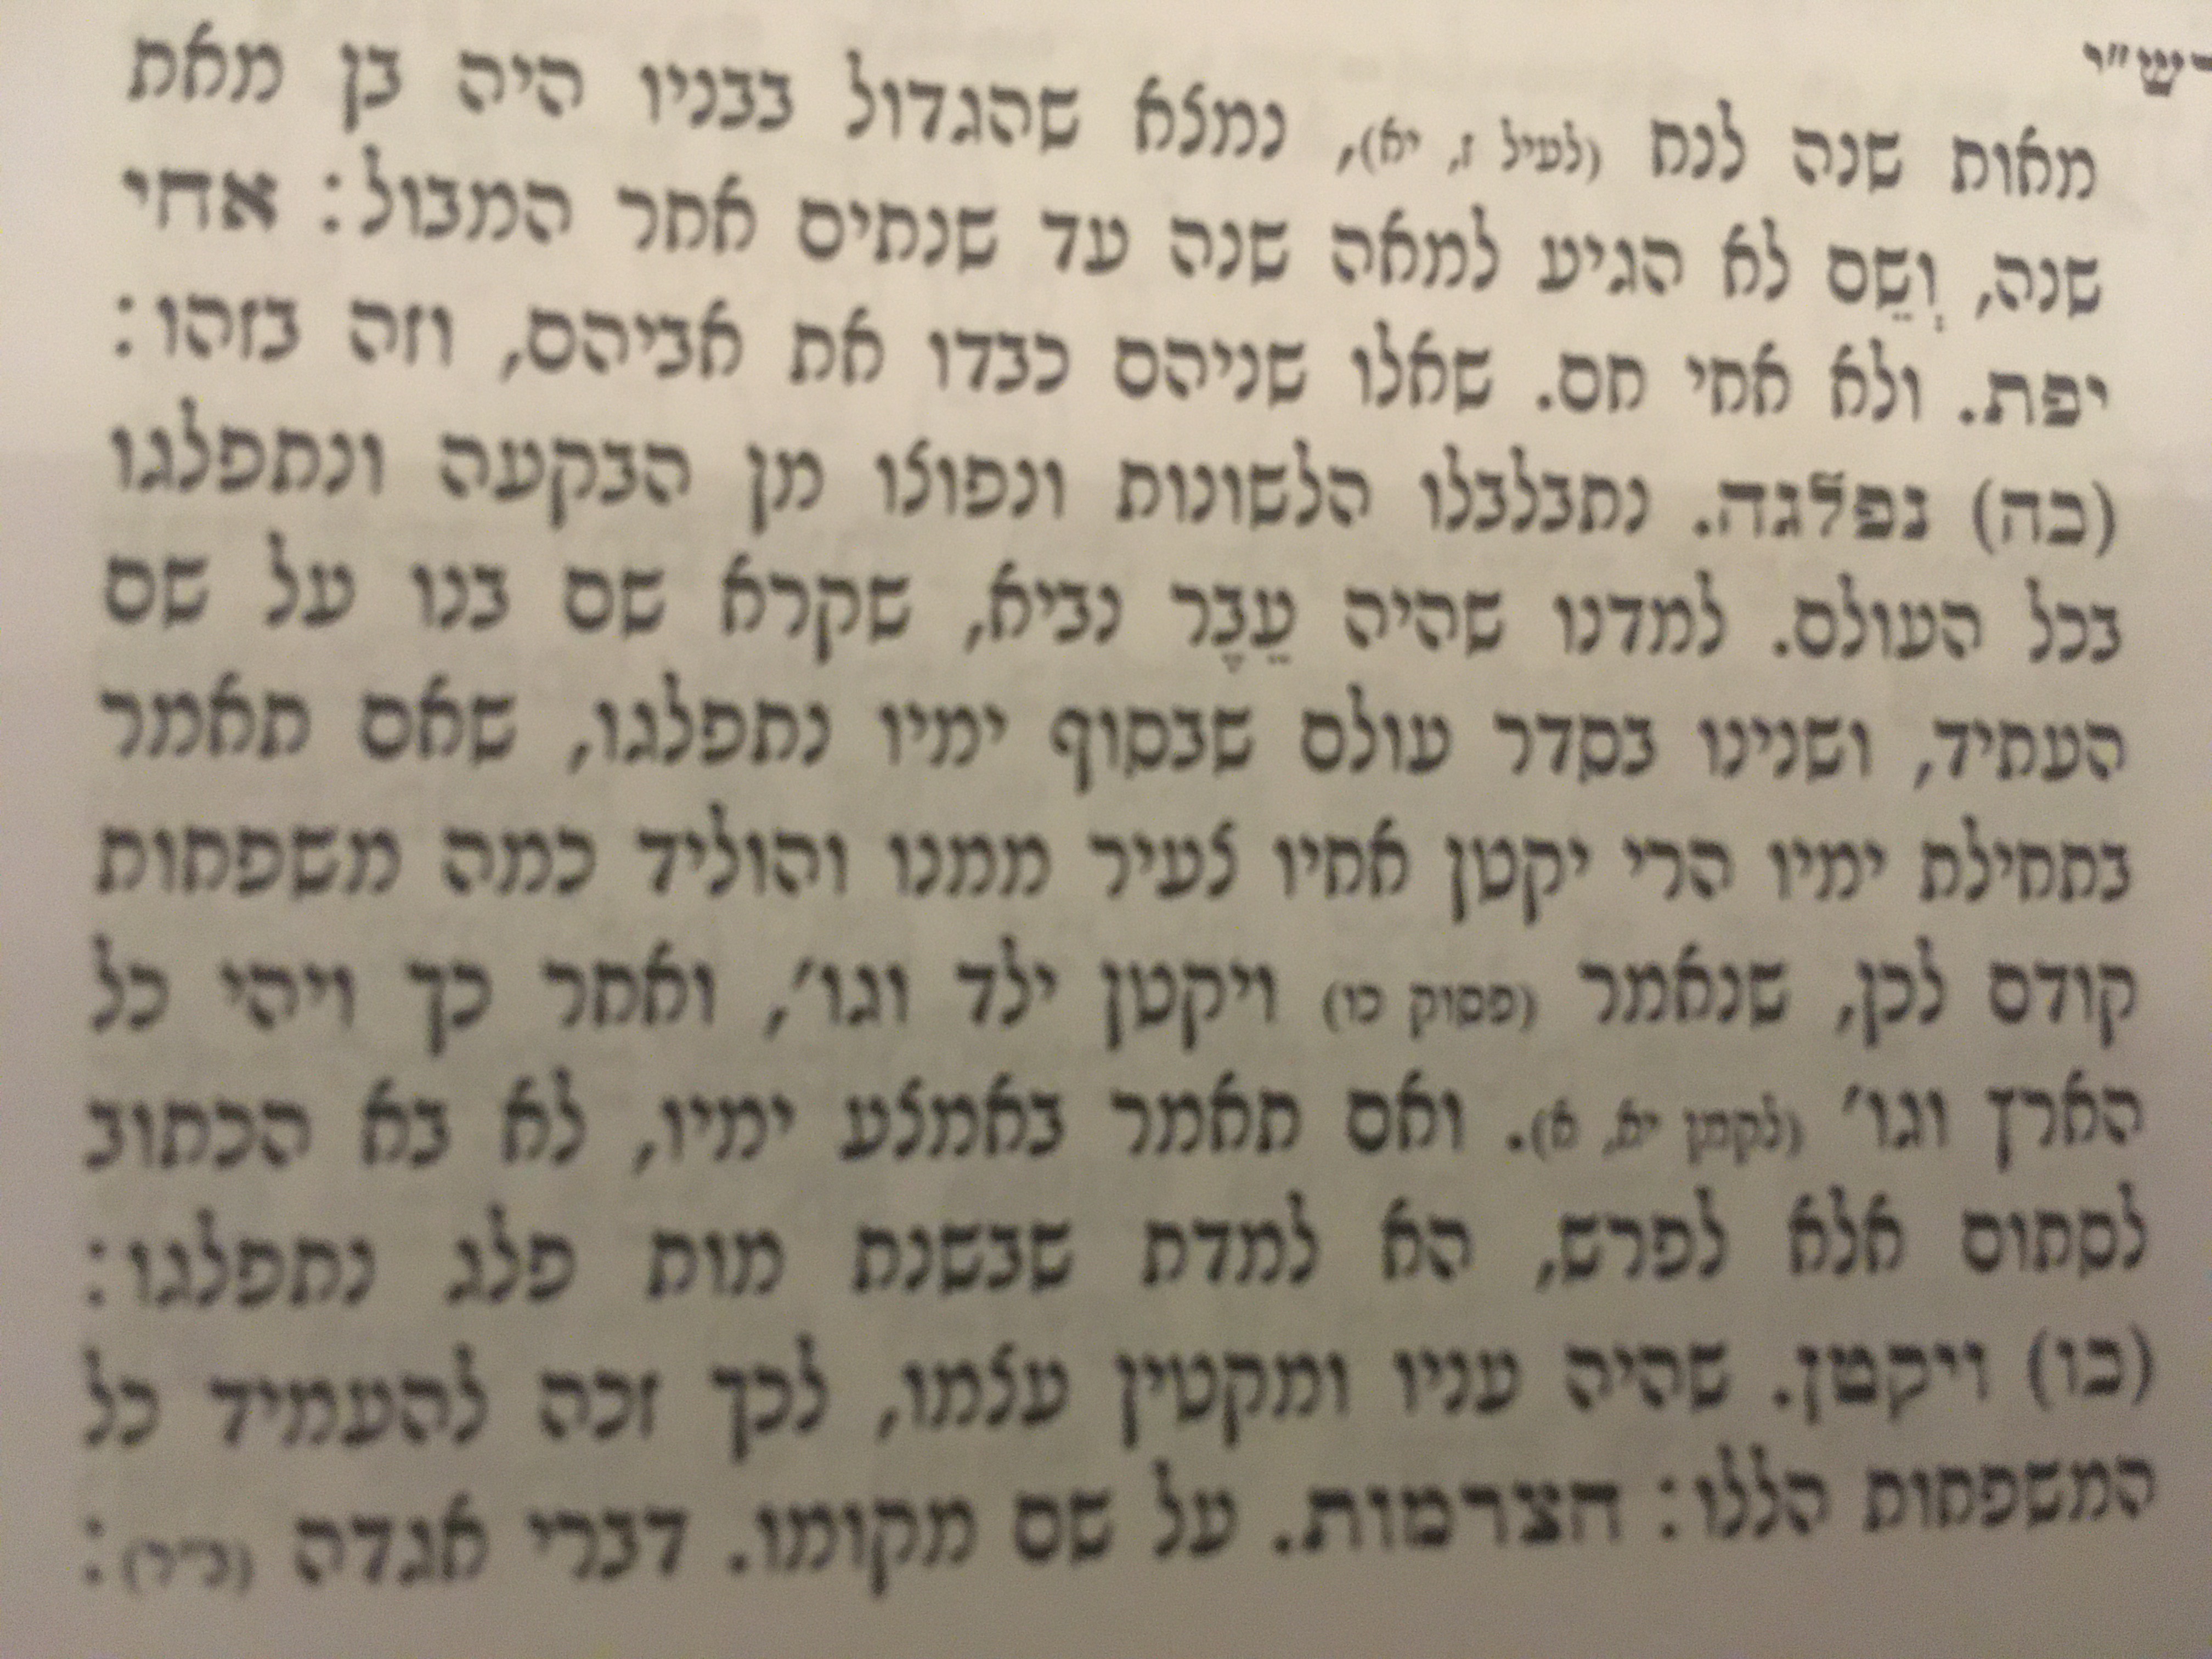 רש"י
מאות שנה לנח (לעיל ז, יא), נמצא שהגדול בבניו היה בן מאת
שנה, וְשֵׁם לא הגיע למאה שנה עד שנתים אחר המבול: אחי
יפת. ולא אחי חם. שאלו שניהם כבדו את אביהם, וזה בזהו:
(כה) נפלגה. נתבלבלו הלשונות ונפוצו מן הבקעה ונתפלגו
בכל העולם. למדנו שהיה עֵבֶר נביא, שקרא שם בנו על שם
העתיד, ושנינו בסדר עולם שבסוף ימיו נתפלגו, שאם תאמר
בתחילת ימיו הרי יקטן אחיו צעיר ממנו והוליד כמה משפחות
קודם לכן, שנאמר (פסוק כו) ויקטן ילד וגו', ואחר כך ויהי כל
הארץ וגו' (לקמן יא, א). ואם תאמר באמצע ימיו, לא בא הכתוב
לסתום אלא לפרש, הא למדת שבשנת מות פלג נתפלגו:
(כו) ויקטן. שהיה עניו ומקטין עצמו, לכך זכה להעמיד כל
המשפחות הללו: חצרמות. על שם מקומו. דברי אגדה (ב"ר):